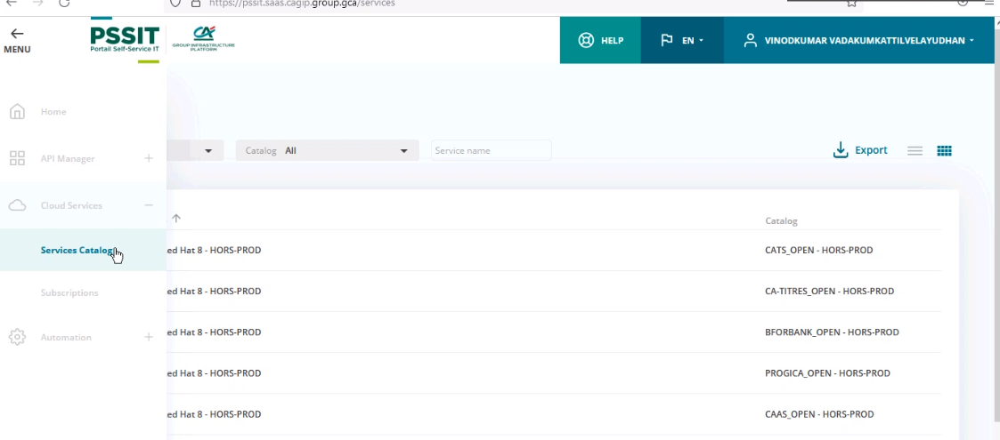 https://pssit.saas.cagip.group.gca/services
MENU
PSSIT
Portail Self-Service IT
CA
GROUP INFRASTRUCTURE
PLATFORM
HELP
EN
VINODKUMAR VADAKUMKATTILVELAYUDHAN
Home
API Manager
Cloud Services
Services Catalog
Subscriptions
Automation
Catalog All
Service name
Export
Catalog
ed Hat 8 - HORS-PROD CATS_OPEN - HORS-PROD
ed Hat 8 - HORS-PROD CA-TITRES_OPEN - HORS-PROD
ed Hat 8 - HORS-PROD BFORBANK_OPEN - HORS-PROD
ed Hat 8 - HORS-PROD PROGICA_OPEN - HORS-PROD
ed Hat 8 - HORS-PROD CAAS_OPEN - HORS-PROD